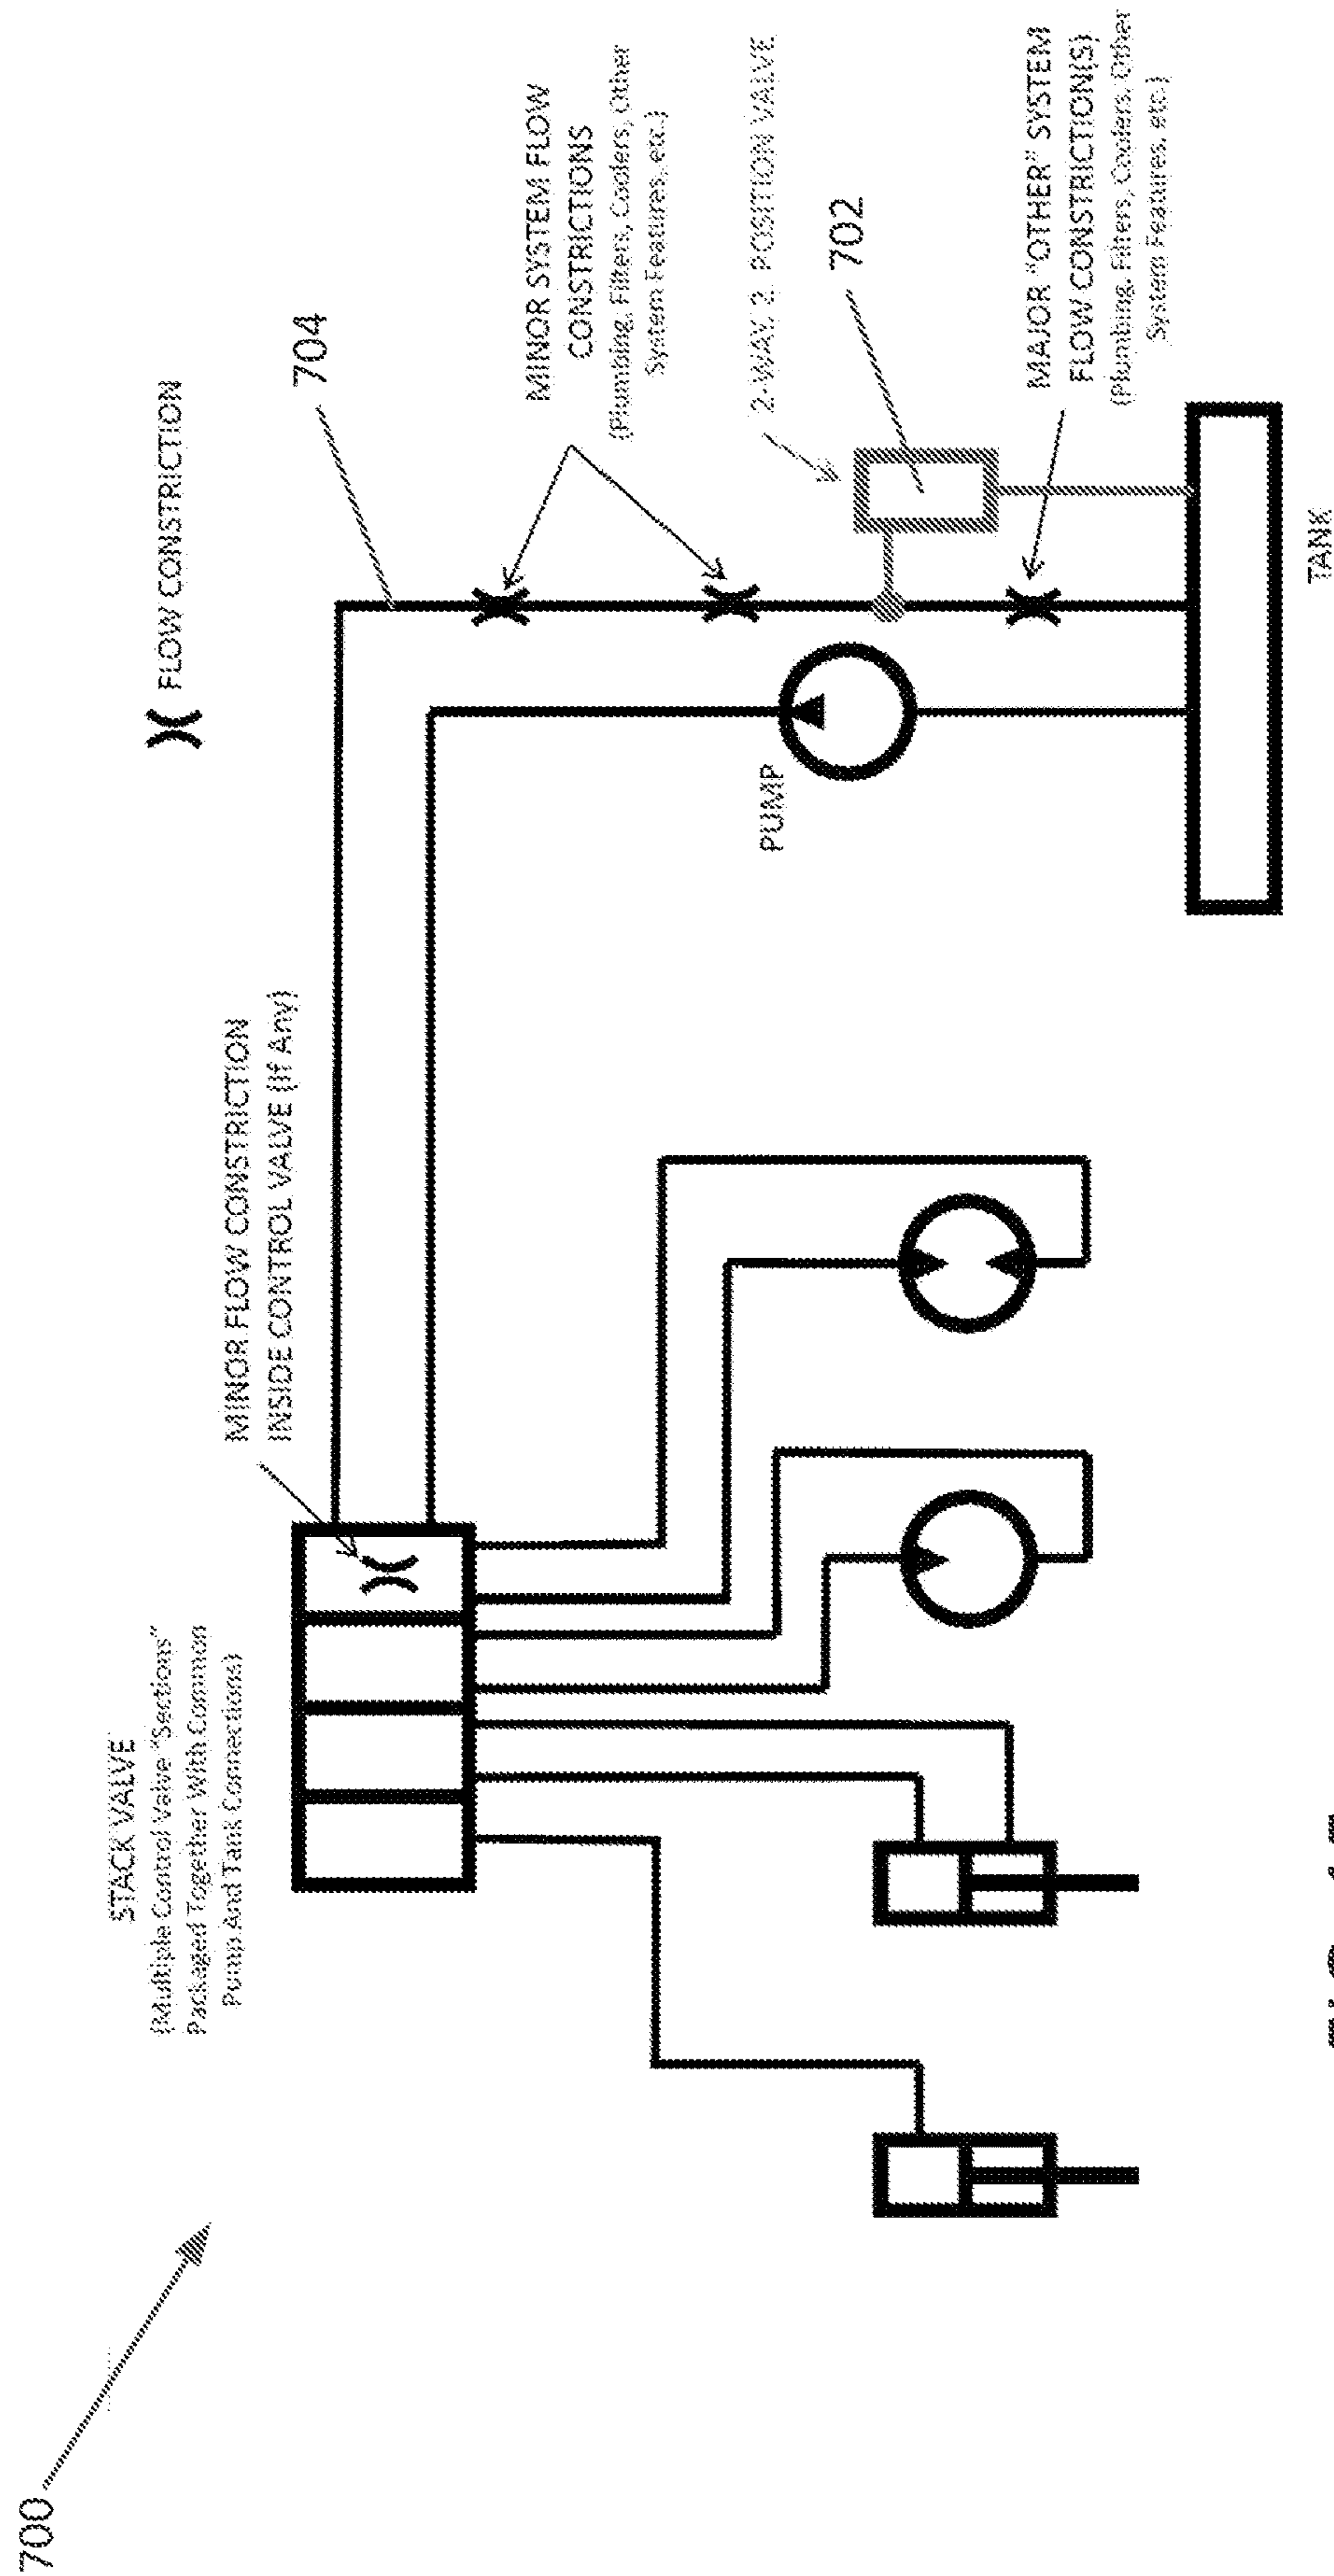 700
STACK VALVE
(Multiple Control Valve "Sections"
Packaged Together With Common
Pump And Tank Connections)
MINOR FLOW CONSTRICTION
INSIDE CONTROL VALVE (If Any)
FLOW CONSTRICTION
704
MINOR SYSTEM FLOW
CONSTRICTIONS
(Plumbing, Filters, Coolers, Other
System Features, etc.)
2-WAY, 2 POSITION VALVE
702
PUMP
MAJOR "OTHER" SYSTEM
FLOW CONSTRICTION(S)
(Plumbing, Filters, Coolers, Other
System Features, etc.)
TANK